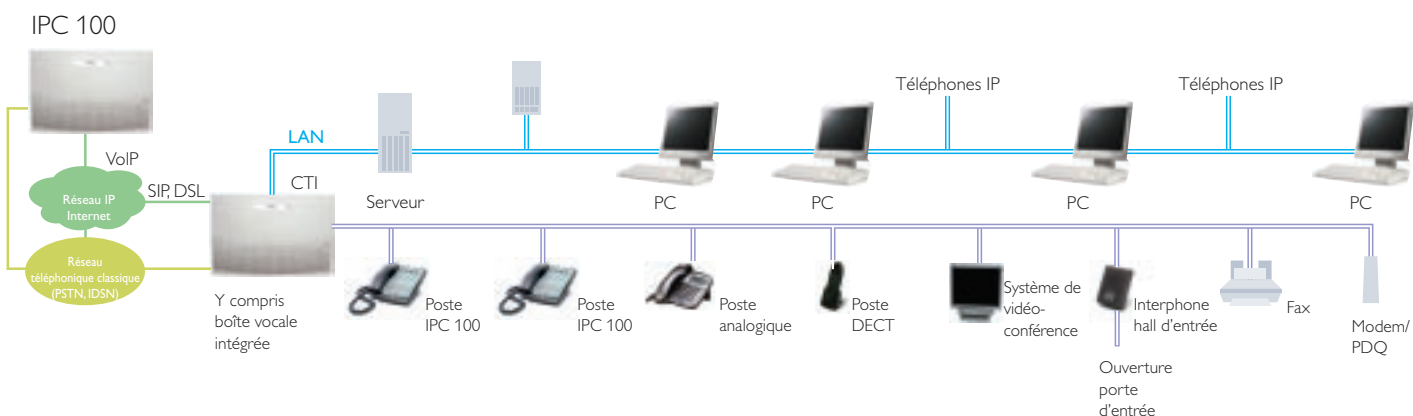 IPC 100
Téléphones IP
Téléphones IP
LAN
VoIP
SIP, DSL
CTI
Réseau IP
Internet
Serveur
PC
PC
PC
PC
Réseau
téléphonique classique
(PSTN, IDSN)
Y compris
boîte vocale
intégrée
Poste
IPC 100
Poste
IPC 100
Poste
analogique
Poste
DECT
Système de
vidéo-
conférence
Interphone
hall d'entrée
Fax
Modem/
PDQ
Ouverture
porte
d'entrée